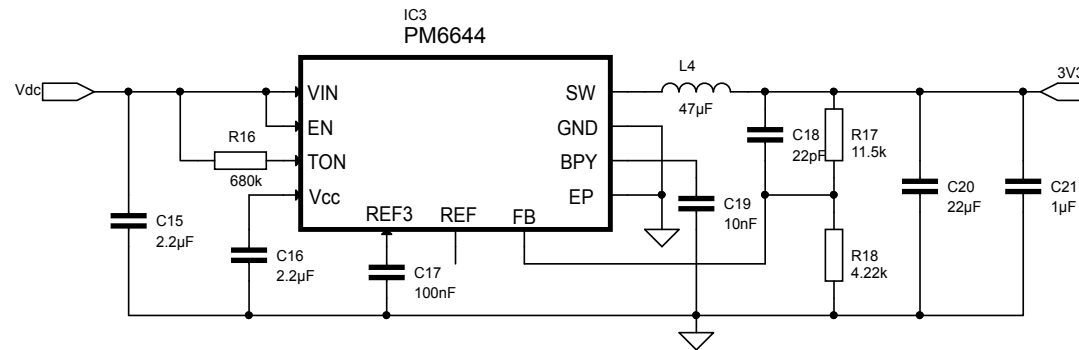 IC3
PM6644
Vdc
VIN
EN
TON
Vcc
REF3
REF
FB
SW
GND
BPY
EP
R16
680k
C15
2.2µF
C16
2.2µF
C17
100nF
L4
47µF
C18
22pF
R17
11.5k
C19
10nF
R18
4.22k
C20
22µF
C21
1µF
3V3